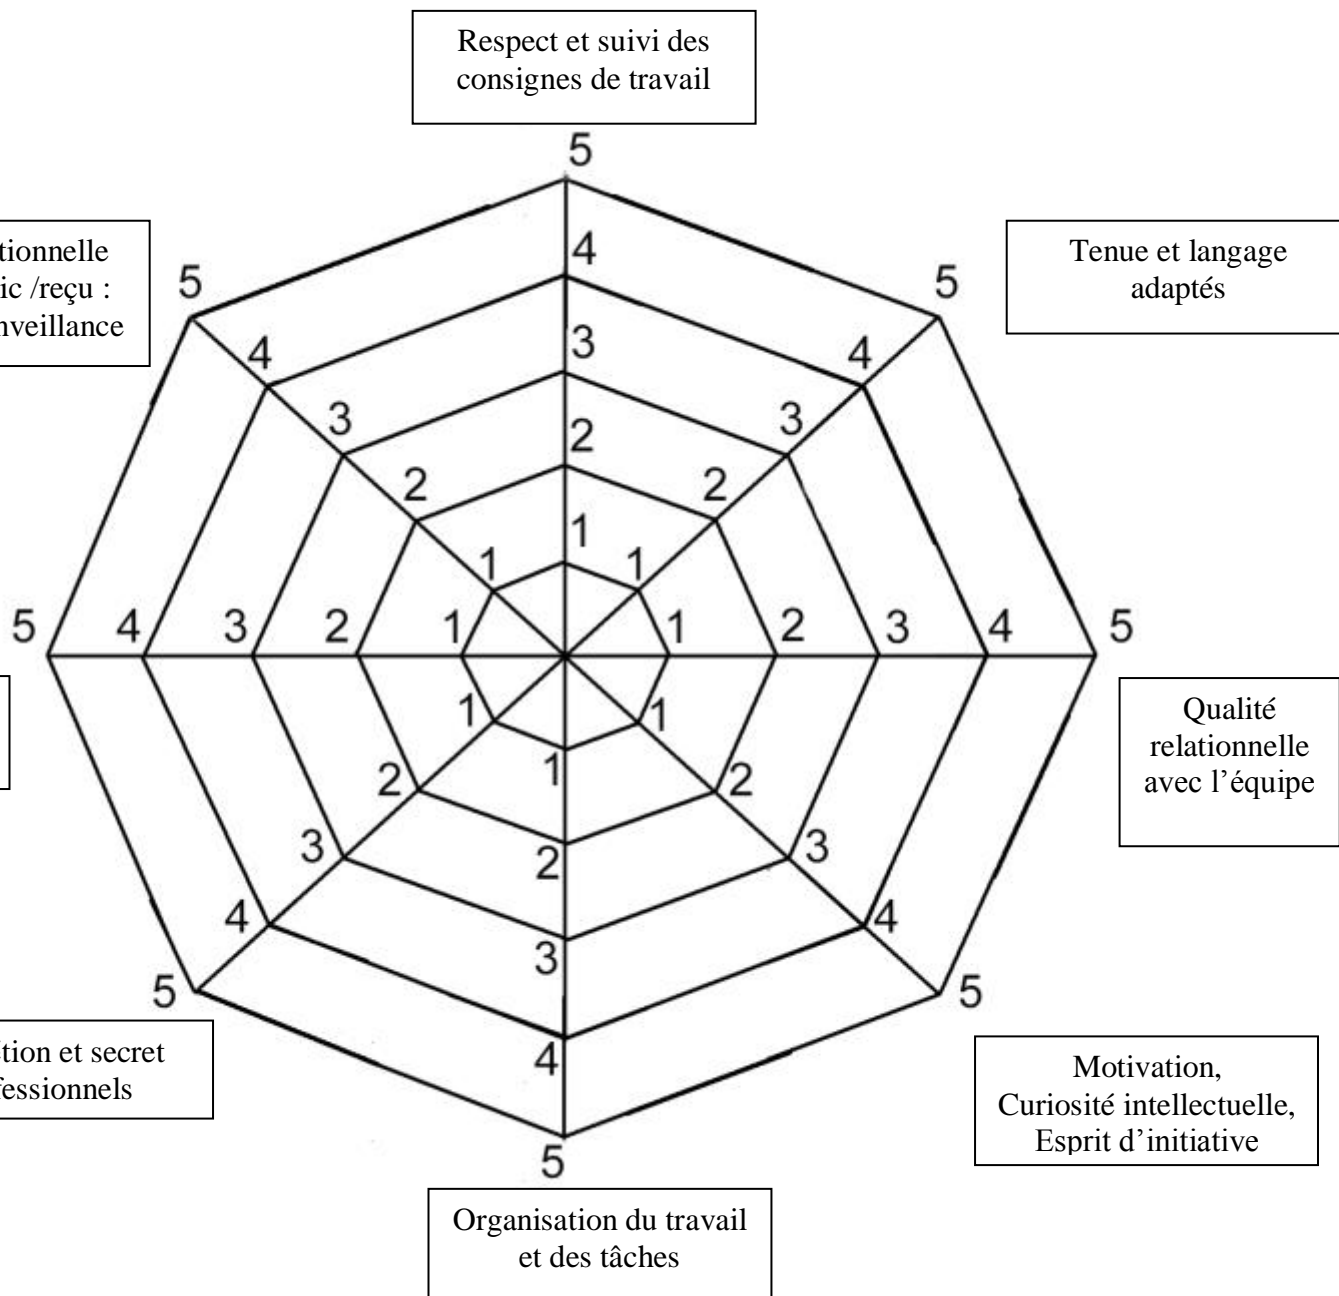 Respect et suivi des
consignes de travail
5
tionnelle
ic /reçu :
nveillance
Tenue et langage
adaptés
5
5
4
4
4
3
3
3
2
2
2
1
1
1
5
4
3
2
1
1
2
3
4
5
Qualité
relationnelle
avec l’équipe
1
1
1
2
2
2
3
3
3
4
4
4
5
5
5
tion et secret
fessionnels
Motivation,
Curiosité intellectuelle,
Esprit d’initiative
Organisation du travail
et des tâches